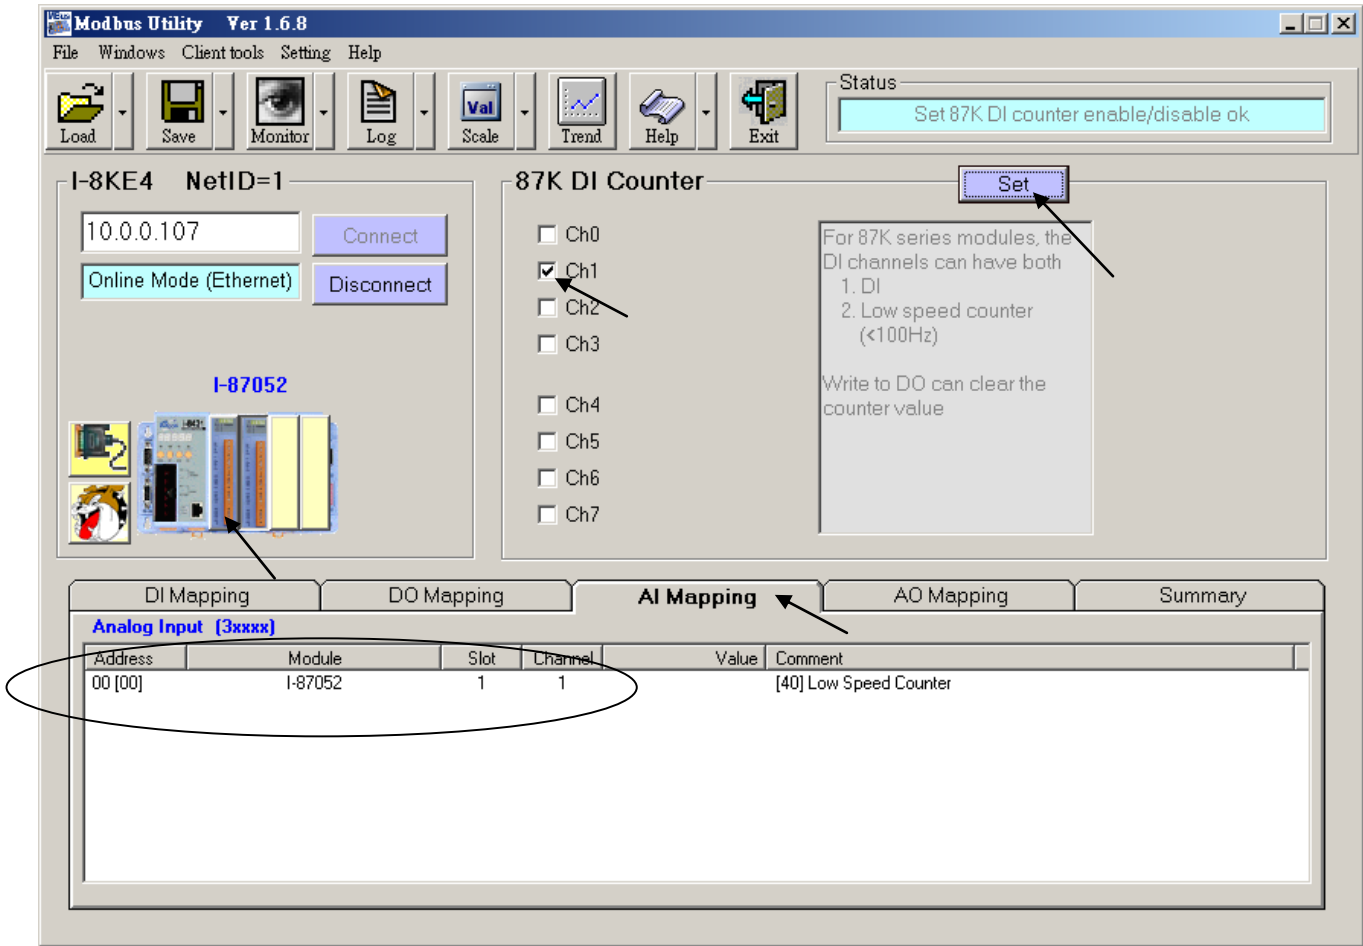 Modbus Utility Ver 1.6.8
File Windows Client tools Setting Help
Load Save Monitor Log Val Scale Trend Help Exit
Status
Set 87K DI counter enable/disable ok
I-8KE4 NetID=1
10.0.0.107
Connect
Online Mode (Ethernet)
Disconnect
I-87052
87K DI Counter
Set
Ch0
Ch1
Ch2
Ch3
Ch4
Ch5
Ch6
Ch7
For 87K series modules, the
DI channels can have both
1. DI
2. Low speed counter
(<100Hz)
Write to DO can clear the
counter value
DI Mapping DO Mapping AI Mapping AO Mapping Summary
Analog Input (3xxxx)
Address Module Slot Channel Value Comment
00 [00] I-87052 1 1 [40] Low Speed Counter